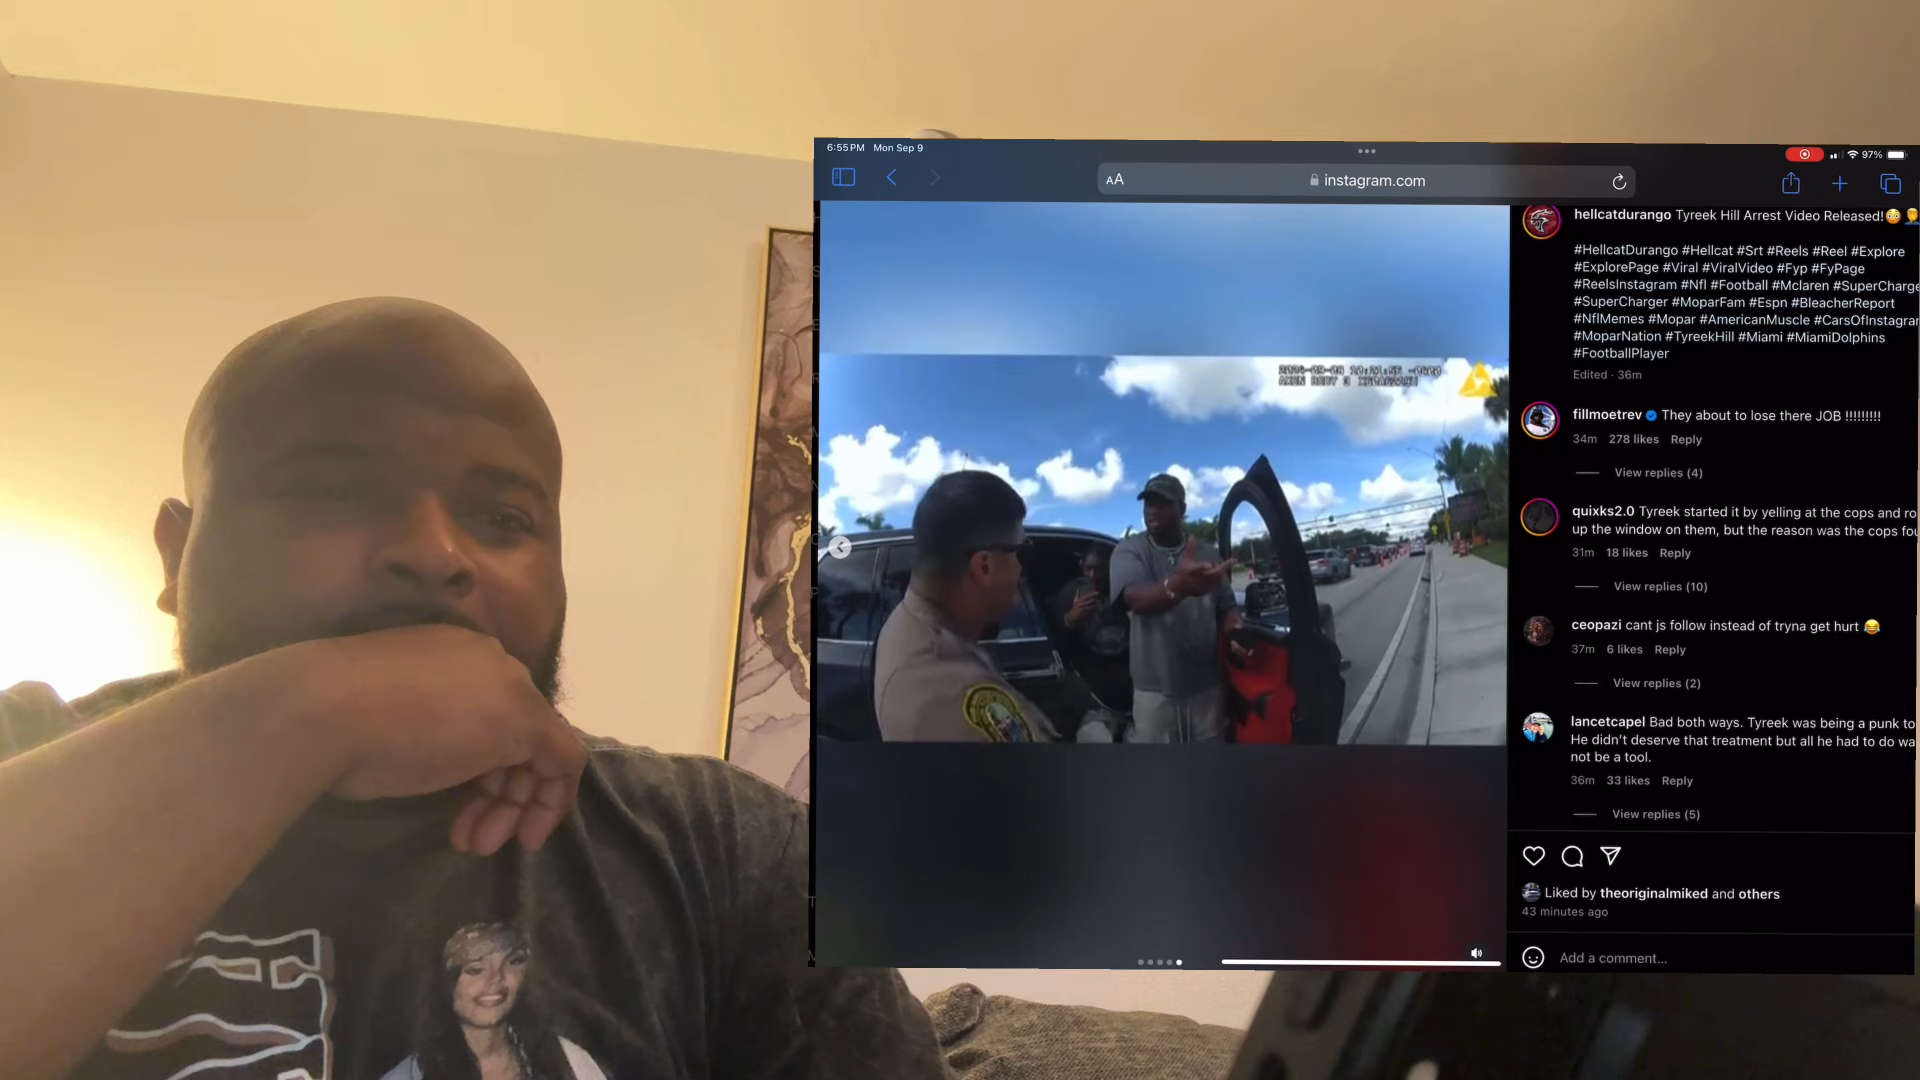 6:55 PM Mon Sep 9
97%
AA
instagram.com
hellcatdurango Tyreek Hill Arrest Video Released!😳
#HellcatDurango #Hellcat #Srt #Reels #Reel #Explore
#ExplorePage #Viral #ViralVideo #Fyp #FyPage
#ReelsInstagram #Nfl #Football #Mclaren #SuperCharge
#SuperCharger #MoparFam #Espn #BleacherReport
#NflMemes #Mopar #AmericanMuscle #CarsOfInstagram
#MoparNation #TyreekHill #Miami #MiamiDolphins
#FootballPlayer
Edited · 36m
fillmoetrev They about to lose there JOB !!!!!!!!!
34m 278 likes Reply
View replies (4)
quixks2.0 Tyreek started it by yelling at the cops and ro
up the window on them, but the reason was the cops fou
31m 18 likes Reply
View replies (10)
ceopazi cant js follow instead of tryna get hurt 😂
37m 6 likes Reply
View replies (2)
lancetcapel Bad both ways. Tyreek was being a punk to
He didn't deserve that treatment but all he had to do wa
not be a tool.
36m 33 likes Reply
View replies (5)
Liked by theoriginalmiked and others
43 minutes ago
Add a comment...